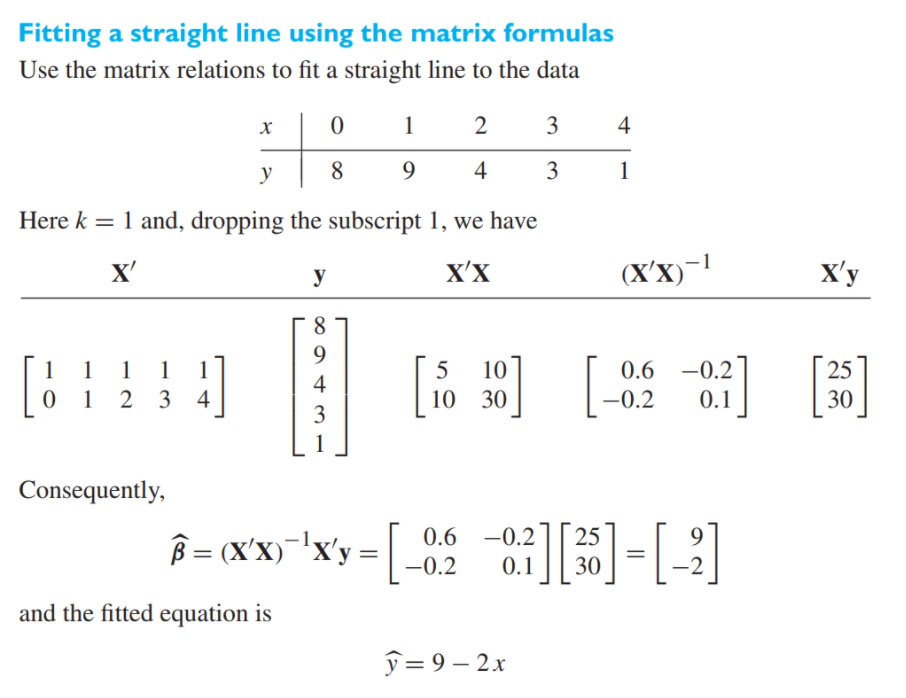 Fitting a straight line using the matrix formulas
Use the matrix relations to fit a straight line to the data
x | 0 1 2 3 4
y | 8 9 4 3 1
Here k = 1 and, dropping the subscript 1, we have
X′ y X′X (X′X)⁻¹ X′y
[1 1 1 1 1; 0 1 2 3 4] [8; 9; 4; 3; 1] [5 10; 10 30] [0.6 −0.2; −0.2 0.1] [25; 30]
Consequently,
β̂ = (X′X)⁻¹X′y = [0.6 −0.2; −0.2 0.1] [25; 30] = [9; −2]
and the fitted equation is
ŷ = 9 − 2x